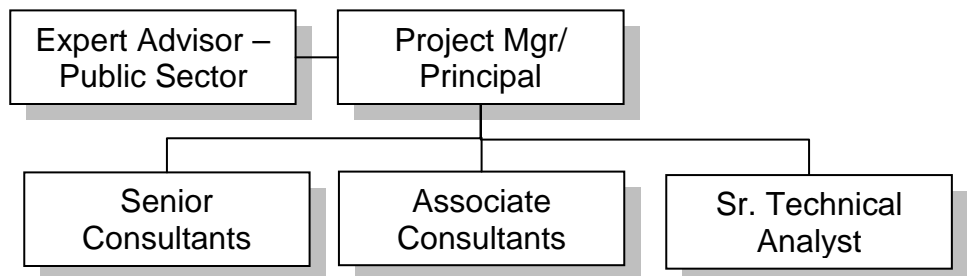 Expert Advisor –
Public Sector
Project Mgr/
Principal
Senior
Consultants
Associate
Consultants
Sr. Technical
Analyst